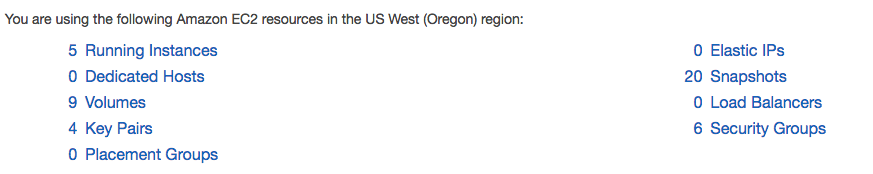 You are using the following Amazon EC2 resources in the US West (Oregon) region:
5 Running Instances
0 Elastic IPs
0 Dedicated Hosts
20 Snapshots
9 Volumes
0 Load Balancers
4 Key Pairs
6 Security Groups
0 Placement Groups